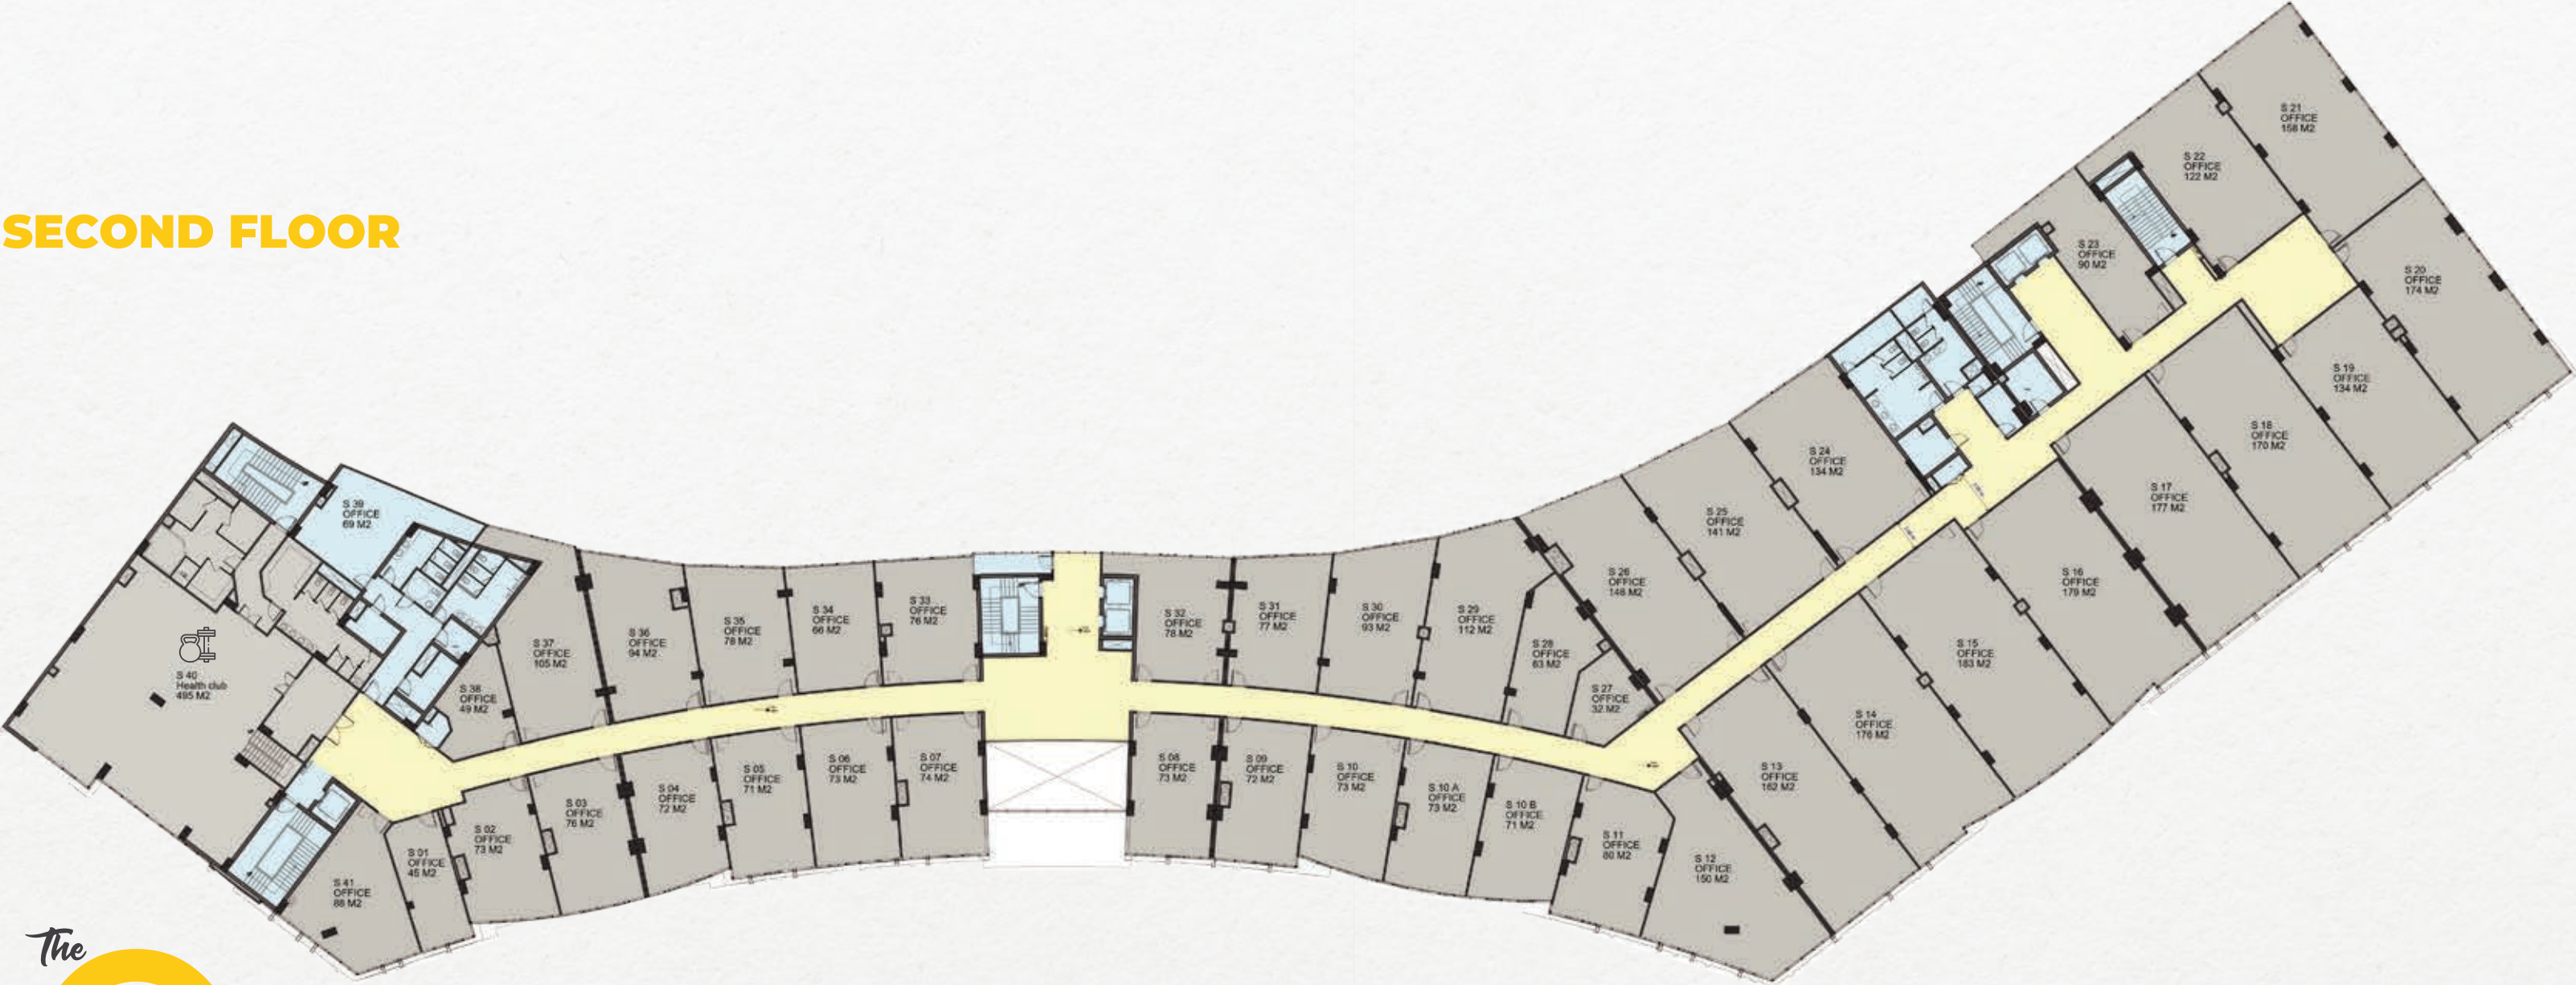 SECOND FLOOR
S 21
OFFICE
158 M2
S 22
OFFICE
122 M2
S 23
OFFICE
90 M2
S 20
OFFICE
174 M2
S 19
OFFICE
134 M2
S 18
OFFICE
170 M2
S 17
OFFICE
177 M2
S 16
OFFICE
179 M2
S 15
OFFICE
183 M2
S 14
OFFICE
176 M2
S 13
OFFICE
162 M2
S 24
OFFICE
134 M2
S 25
OFFICE
141 M2
S 26
OFFICE
148 M2
S 27
OFFICE
32 M2
S 28
OFFICE
63 M2
S 29
OFFICE
112 M2
S 30
OFFICE
93 M2
S 31
OFFICE
77 M2
S 32
OFFICE
78 M2
S 33
OFFICE
76 M2
S 34
OFFICE
66 M2
S 35
OFFICE
78 M2
S 36
OFFICE
94 M2
S 37
OFFICE
105 M2
S 38
OFFICE
49 M2
S 39
OFFICE
69 M2
S 40
Health club
495 M2
S 41
OFFICE
88 M2
S 01
OFFICE
45 M2
S 02
OFFICE
73 M2
S 03
OFFICE
76 M2
S 04
OFFICE
72 M2
S 05
OFFICE
71 M2
S 06
OFFICE
73 M2
S 07
OFFICE
74 M2
S 08
OFFICE
73 M2
S 09
OFFICE
72 M2
S 10
OFFICE
73 M2
S 10 A
OFFICE
73 M2
S 10 B
OFFICE
71 M2
S 11
OFFICE
80 M2
S 12
OFFICE
150 M2
The